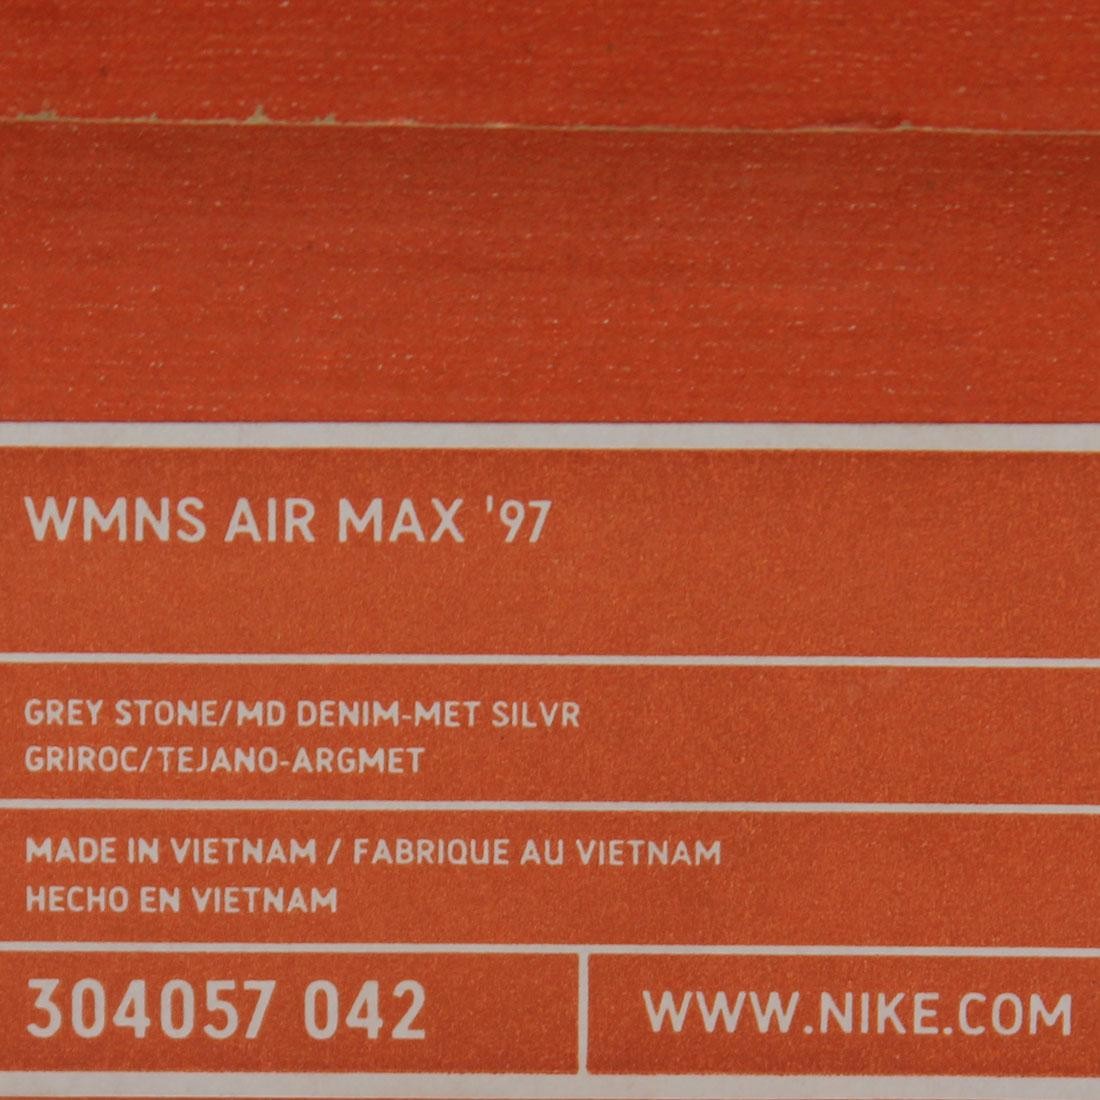 WMNS AIR MAX '97
GREY STONE/MD DENIM-MET SILVR
GRIROC/TEJANO-ARGMET
MADE IN VIETNAM / FABRIQUE AU VIETNAM
HECHO EN VIETNAM
304057 042
WWW.NIKE.COM